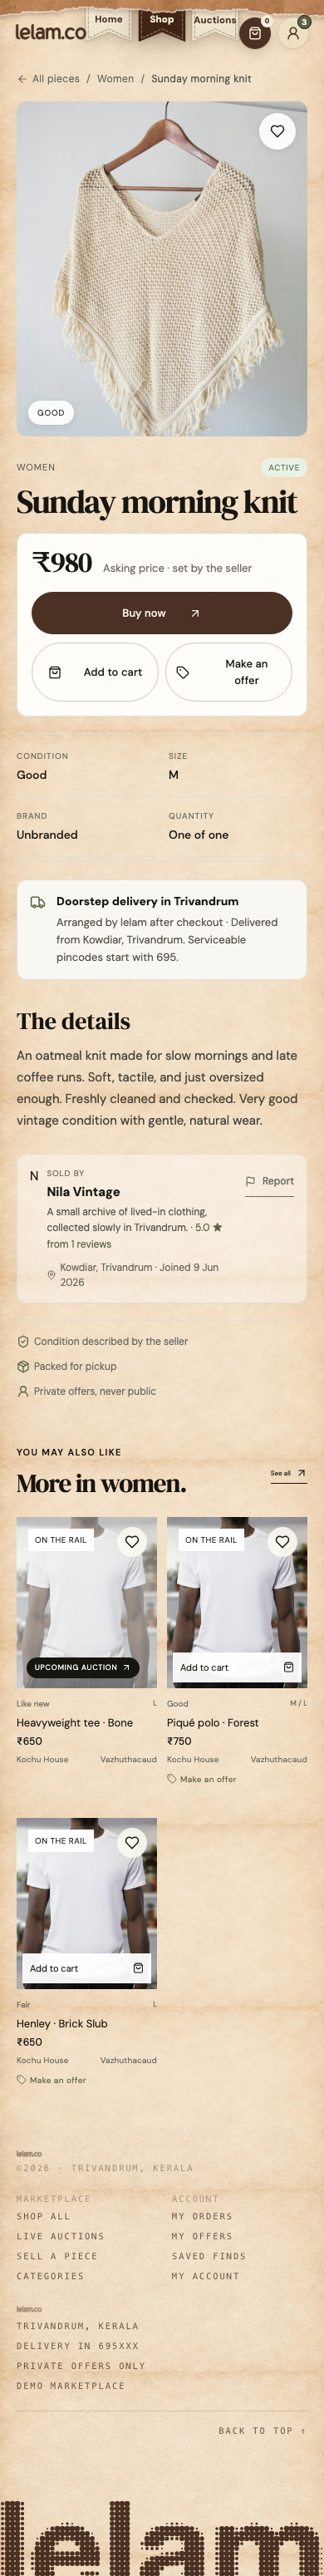 lelam.co
Home
Shop
Auctions
0
3
← All pieces / Women / Sunday morning knit
GOOD
WOMEN
ACTIVE
Sunday morning knit
₹980 Asking price · set by the seller
Buy now
Add to cart
Make an
offer
CONDITION
SIZE
Good
M
BRAND
QUANTITY
Unbranded
One of one
Doorstep delivery in Trivandrum
Arranged by lelam after checkout · Delivered
from Kowdiar, Trivandrum. Serviceable
pincodes start with 695.
The details
An oatmeal knit made for slow mornings and late
coffee runs. Soft, tactile, and just oversized
enough. Freshly cleaned and checked. Very good
vintage condition with gentle, natural wear.
N
SOLD BY
Report
Nila Vintage
A small archive of lived-in clothing,
collected slowly in Trivandrum. · 5.0 ★
from 1 reviews
Kowdiar, Trivandrum · Joined 9 Jun
2026
Condition described by the seller
Packed for pickup
Private offers, never public
YOU MAY ALSO LIKE
More in women.
See all
ON THE RAIL
UPCOMING AUCTION
Like new
L
Heavyweight tee · Bone
₹650
Kochu House
Vazhuthacaud
ON THE RAIL
Add to cart
Good
M / L
Piqué polo · Forest
₹750
Kochu House
Vazhuthacaud
Make an offer
ON THE RAIL
Add to cart
Fair
L
Henley · Brick Slub
₹650
Kochu House
Vazhuthacaud
Make an offer
lelam.co
©2026 · TRIVANDRUM, KERALA
MARKETPLACE
SHOP ALL
LIVE AUCTIONS
SELL A PIECE
CATEGORIES
ACCOUNT
MY ORDERS
MY OFFERS
SAVED FINDS
MY ACCOUNT
lelam.co
TRIVANDRUM, KERALA
DELIVERY IN 695XXX
PRIVATE OFFERS ONLY
DEMO MARKETPLACE
BACK TO TOP ↑
lelam